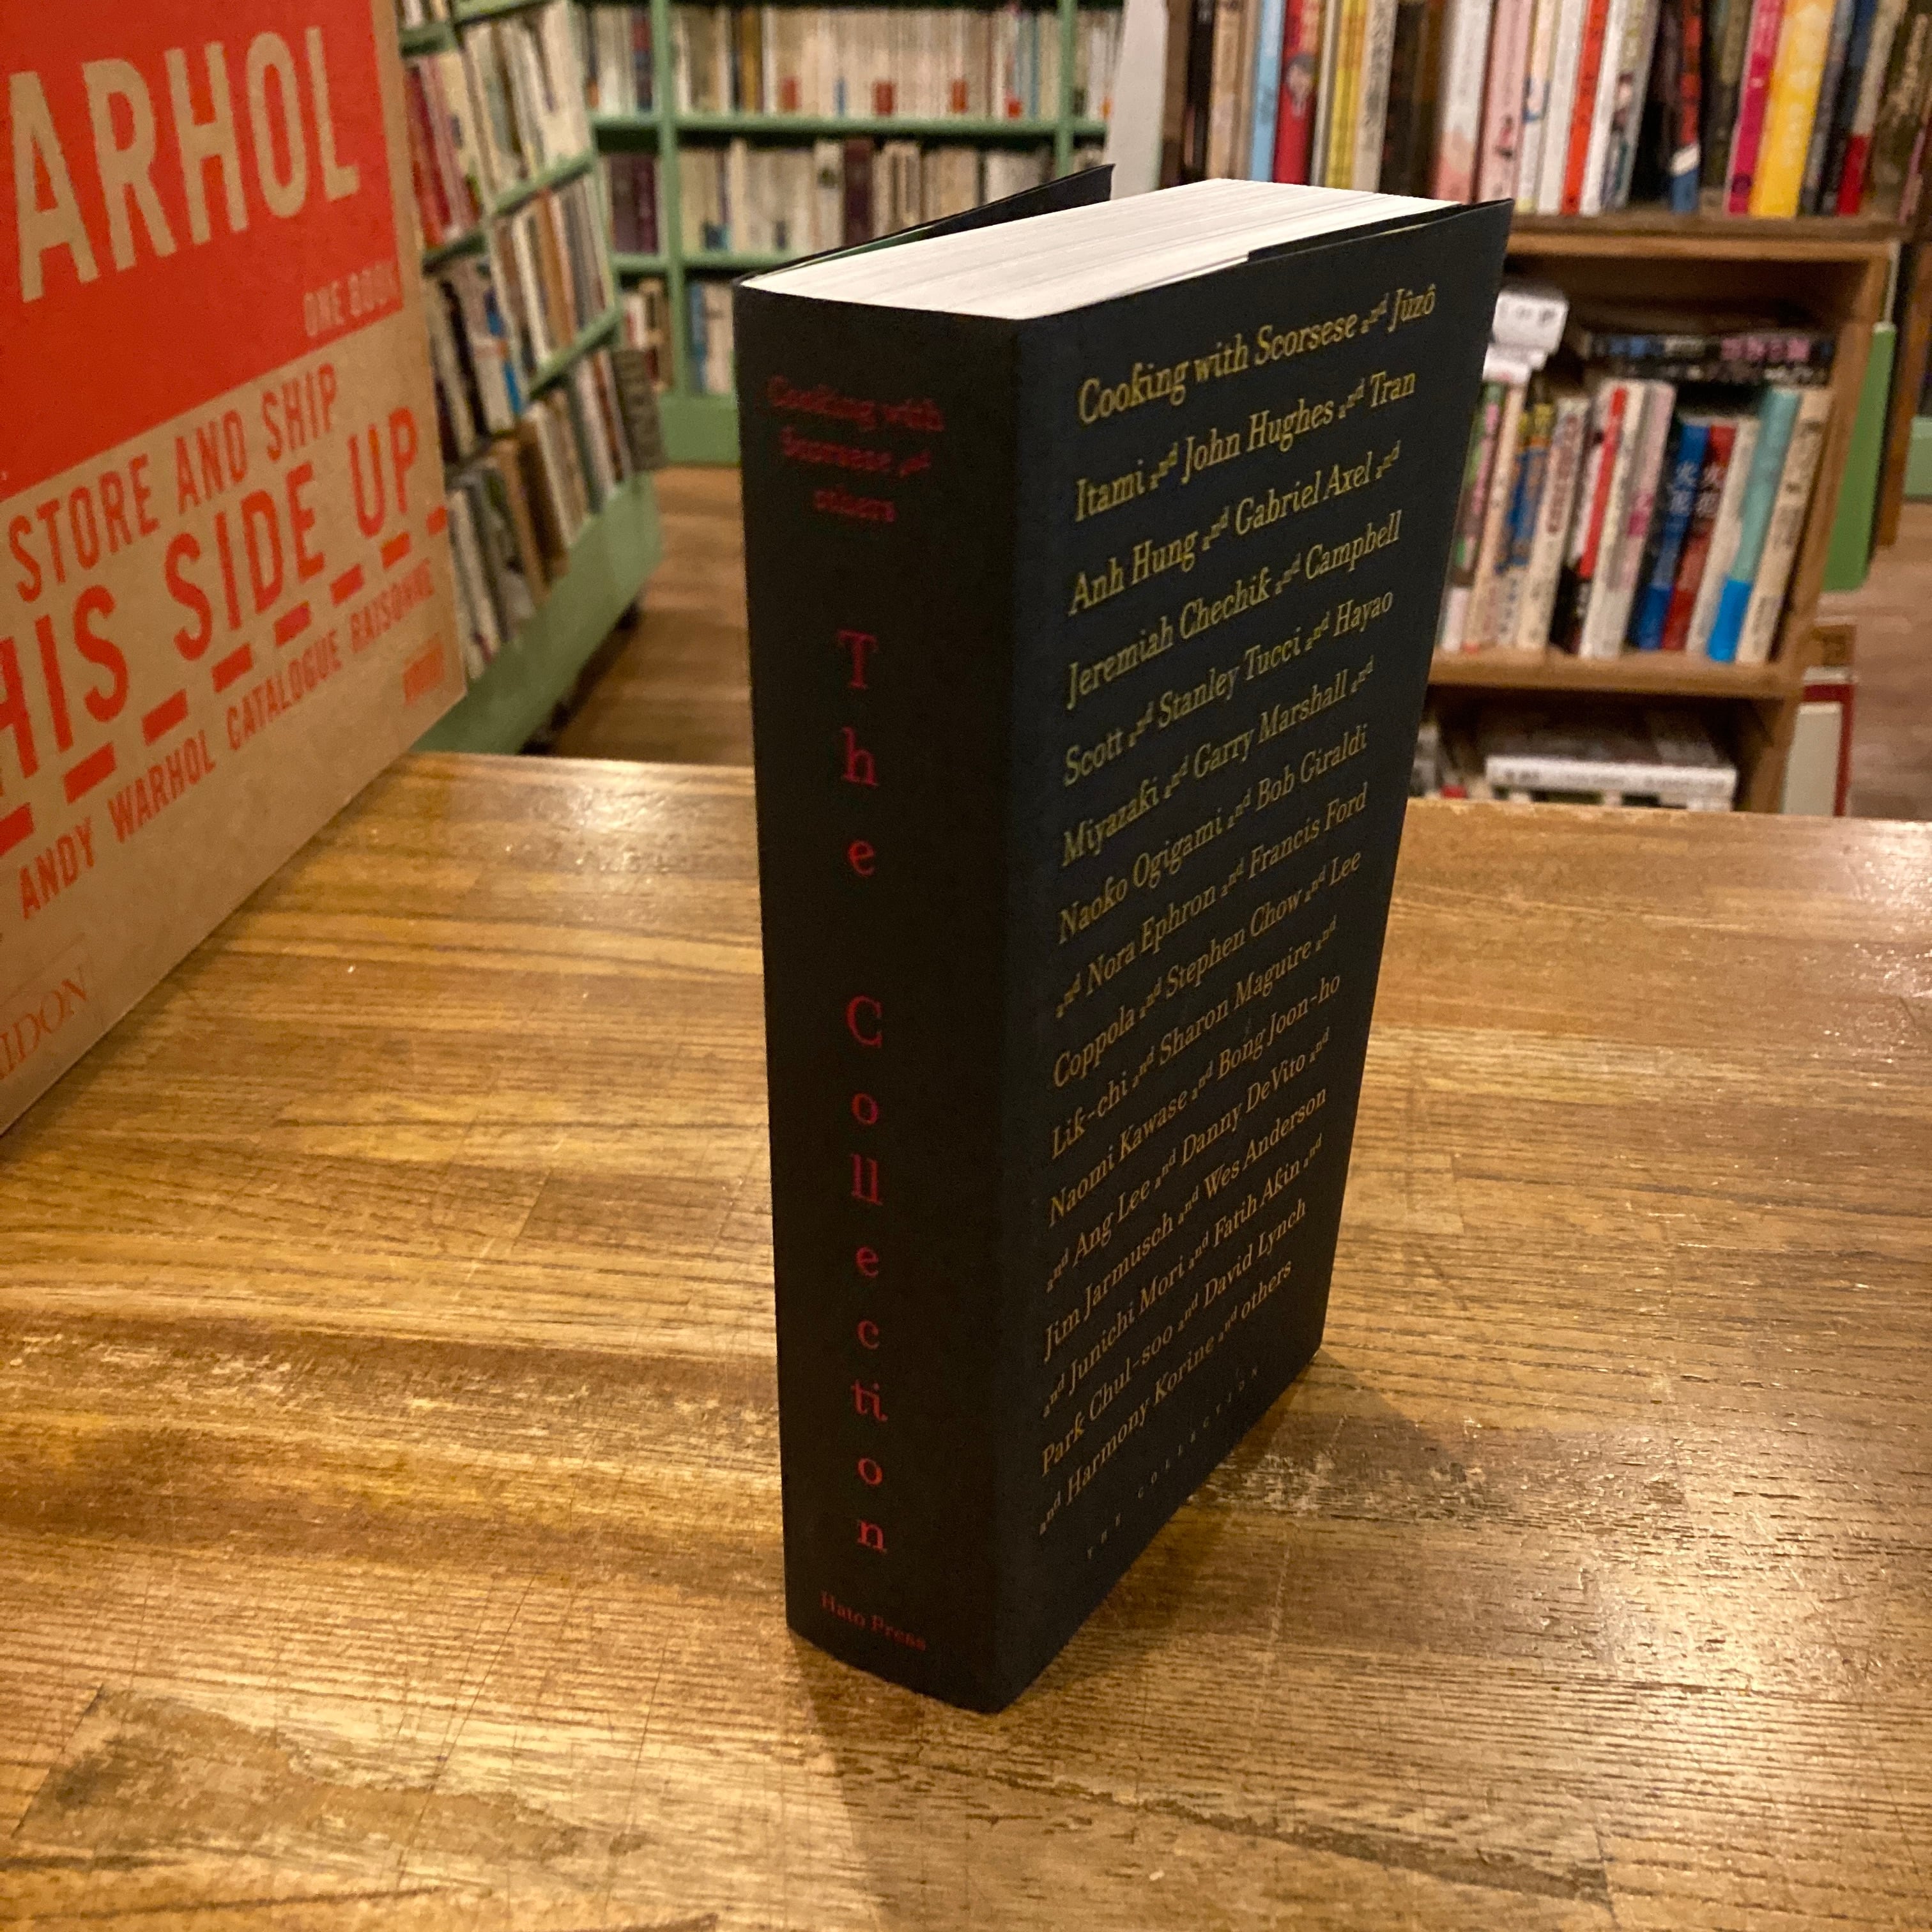 ARHOL
ONE BOOK
STORE AND SHIP
HIS SIDE UP
ANDY WARHOL CATALOGUE RAISONNÉ
AIDON
Cooking with
Scorsese and
others
The Collection
Hato Press
Cooking with Scorsese and Jûzô
Itami and John Hughes and Tran
Anh Hung and Gabriel Axel and
Jeremiah Chechik and Campbell
Scott and Stanley Tucci and Hayao
Miyazaki and Garry Marshall and
Naoko Ogigami and Bob Giraldi
and Nora Ephron and Francis Ford
Coppola and Stephen Chow and Lee
Lik-chi and Sharon Maguire and
Naomi Kawase and Bong Joon-ho
and Ang Lee and Danny DeVito and
Jim Jarmusch and Wes Anderson
and Junichi Mori and Fatih Akin and
Park Chul-soo and David Lynch
and Harmony Korine and others
THE COLLECTION